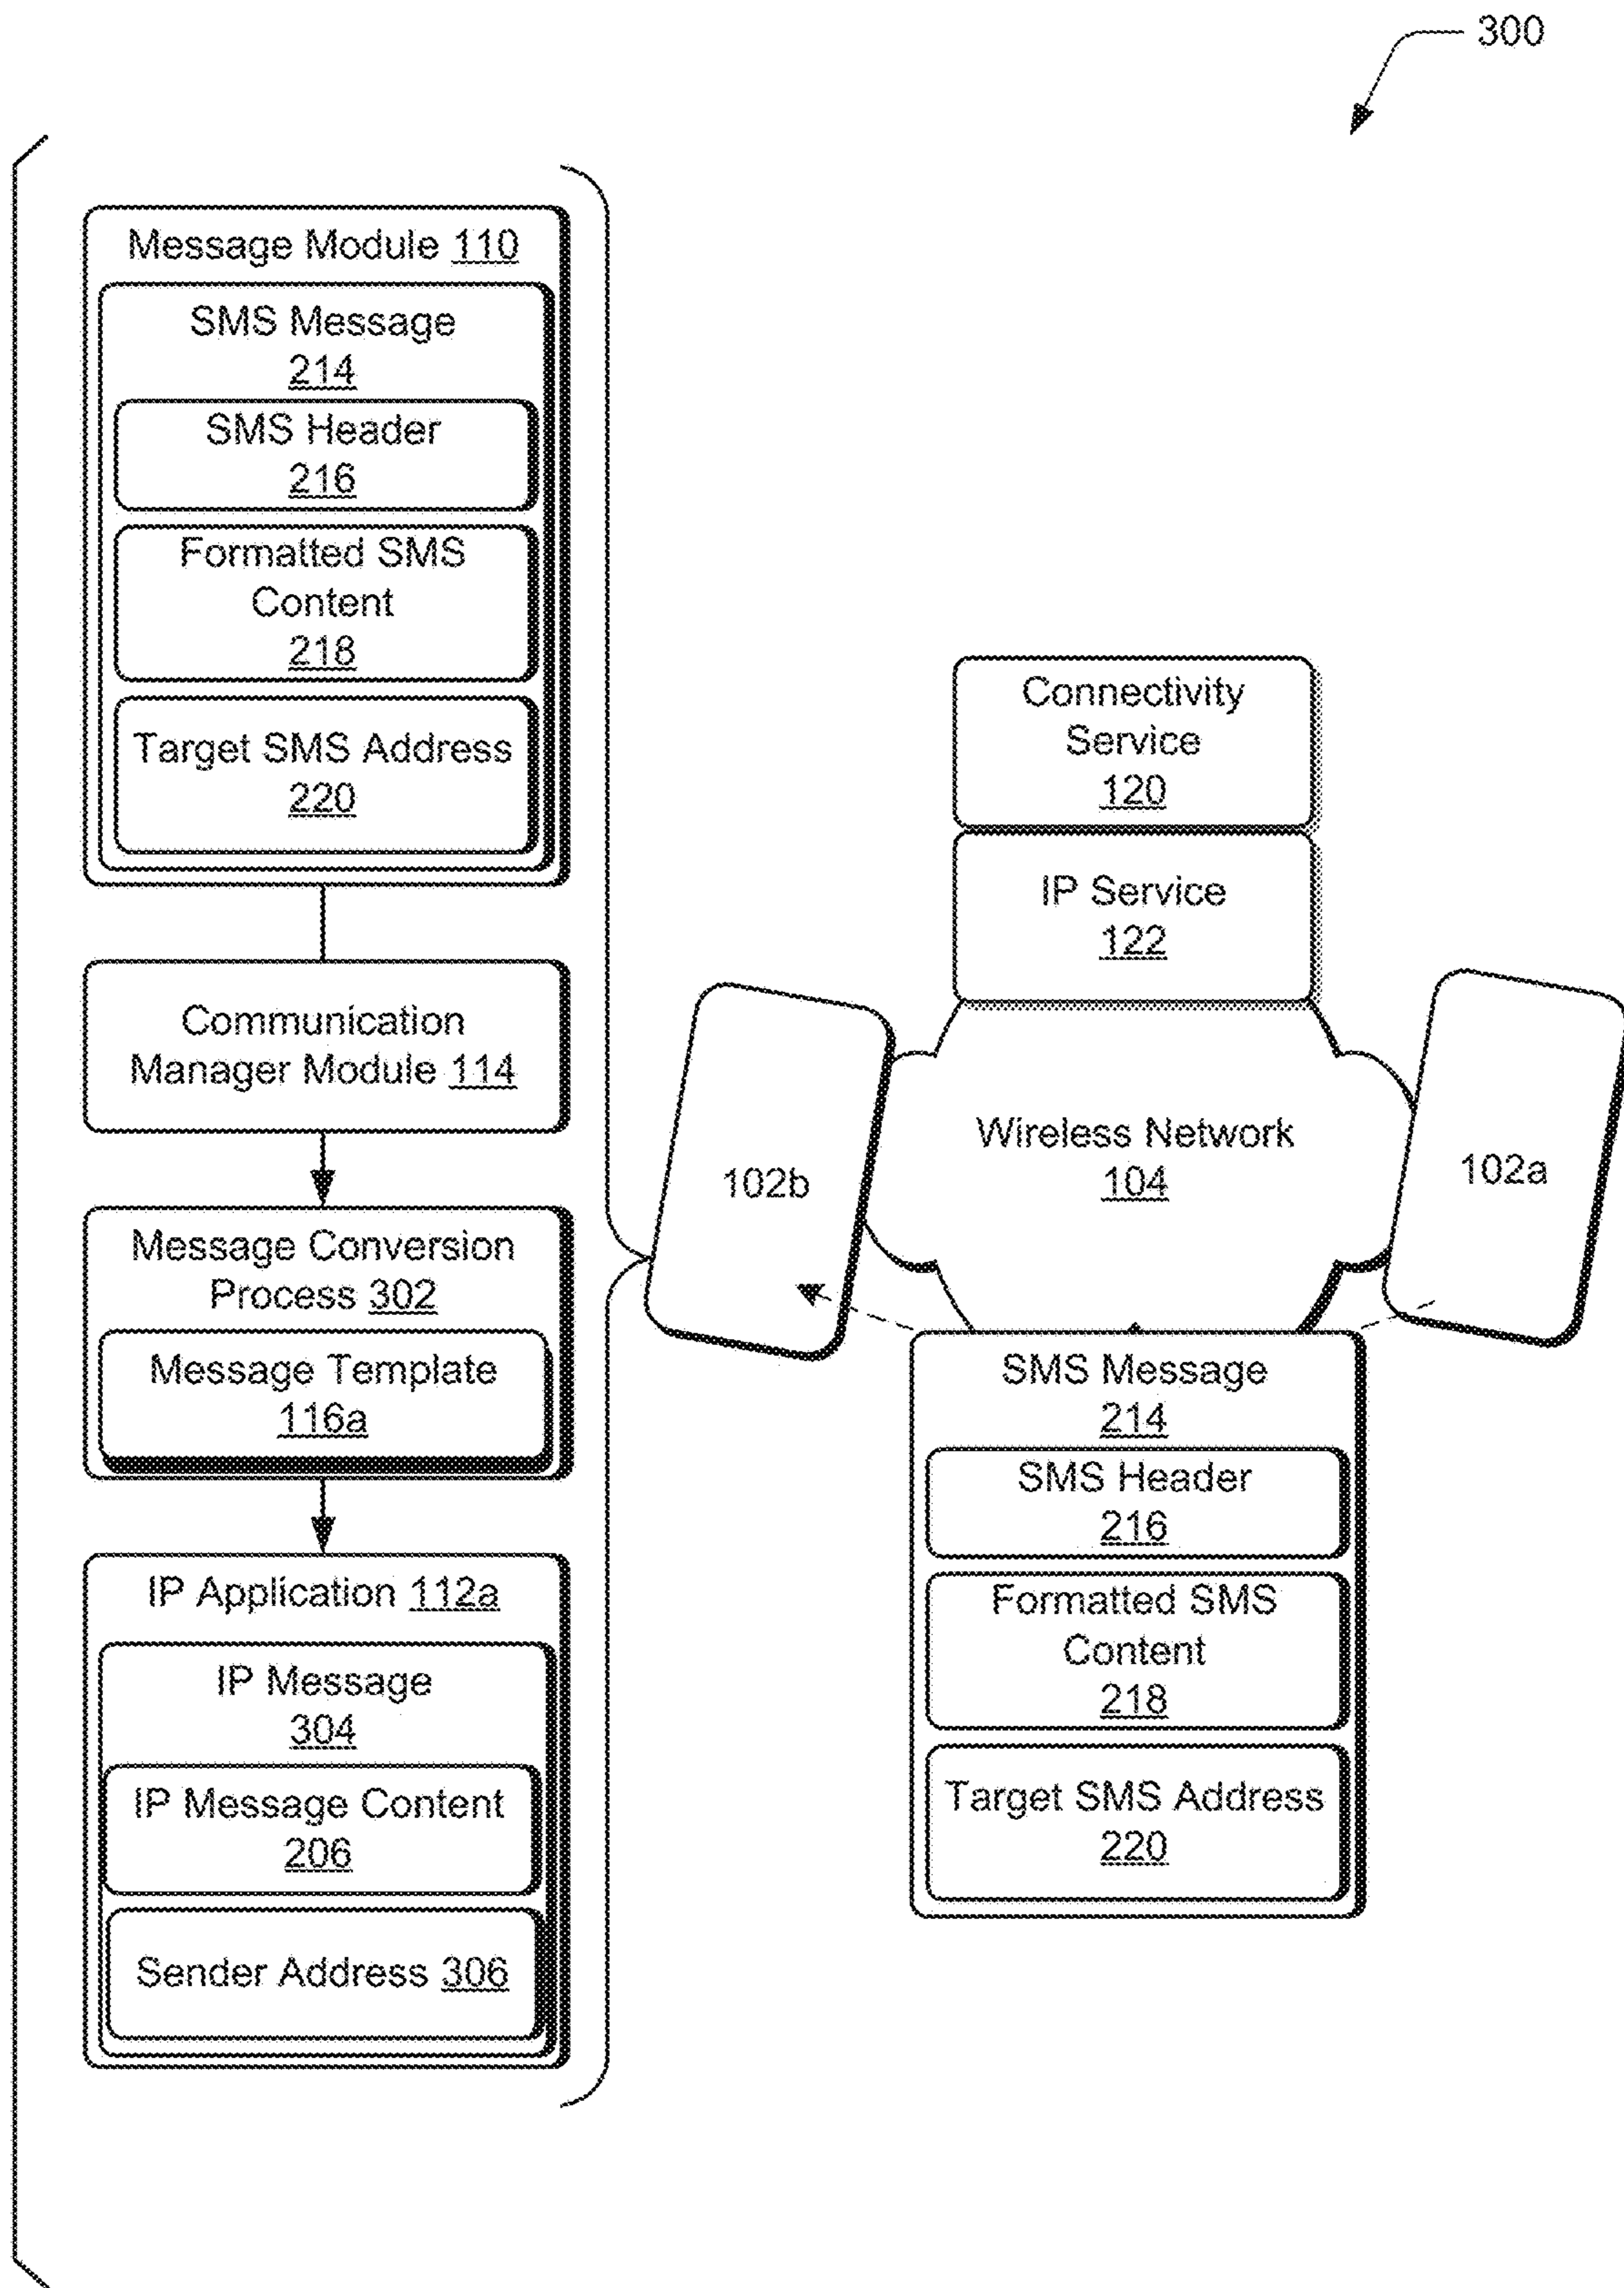 300
Message Module 110
SMS Message
214
SMS Header
216
Formatted SMS
Content
218
Target SMS Address
220
Communication
Manager Module 114
Message Conversion
Process 302
Message Template
116a
IP Application 112a
IP Message
304
IP Message Content
206
Sender Address 306
Connectivity
Service
120
IP Service
122
Wireless Network
104
102b
102a
SMS Message
214
SMS Header
216
Formatted SMS
Content
218
Target SMS Address
220